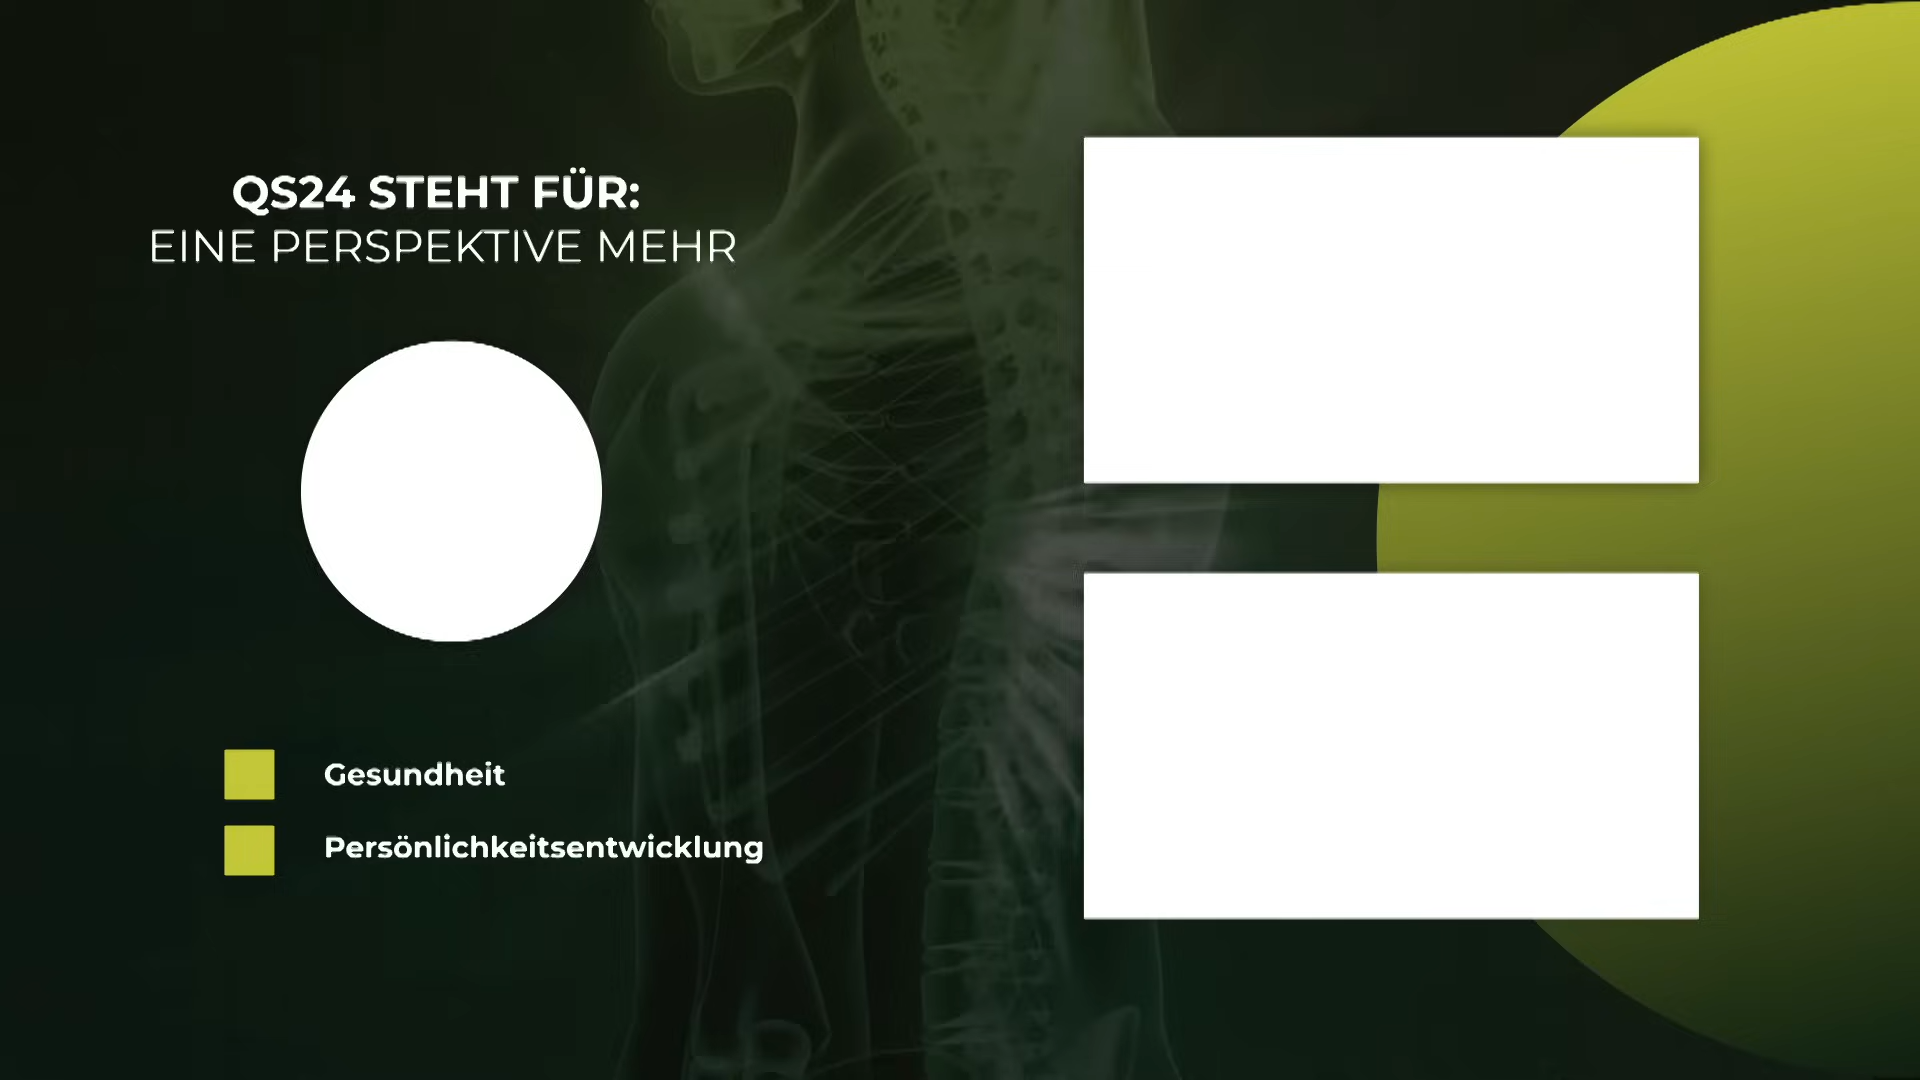 QS24 STEHT FÜR:
EINE PERSPEKTIVE MEHR
Gesundheit
Persönlichkeitsentwicklung